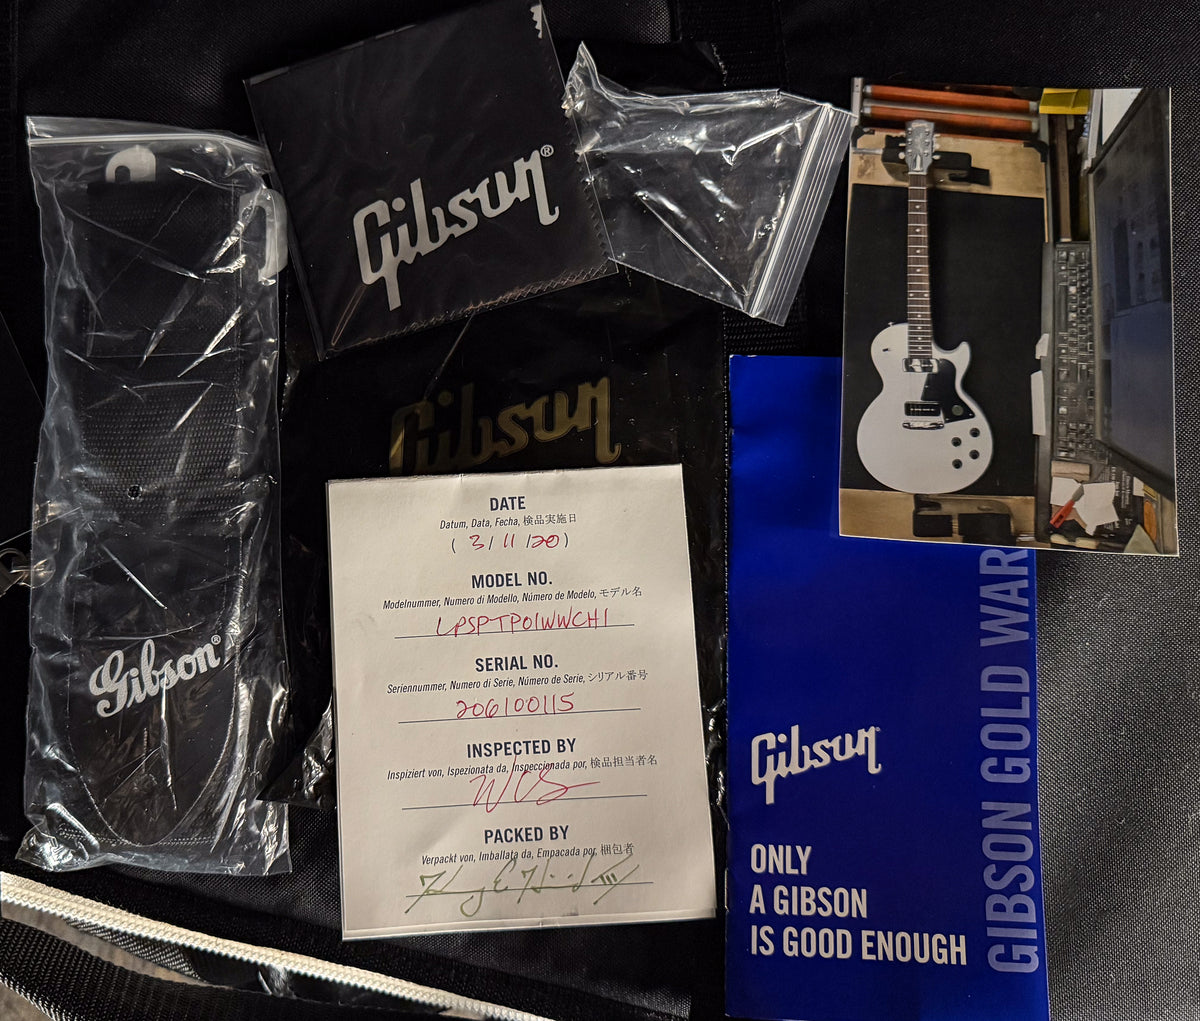 Gibson®
Gibson
Gibson®
DATE
Datum, Data, Fecha, 検品実施日
( 3/11/20 )
MODEL NO.
Modelnummer, Numero di Modello, Número de Modelo, モデル名
LPSPTP01WWCH1
SERIAL NO.
Seriennummer, Numero di Serie, Número de Serie, シリアル番号
206100115
INSPECTED BY
Inspiziert von, Ispezionata da, Inspeccionada por, 検品担当者名
WCS
PACKED BY
Verpackt von, Imballata da, Empacada por, 梱包者
Gibson
ONLY
A GIBSON
IS GOOD ENOUGH
GIBSON GOLD WAR